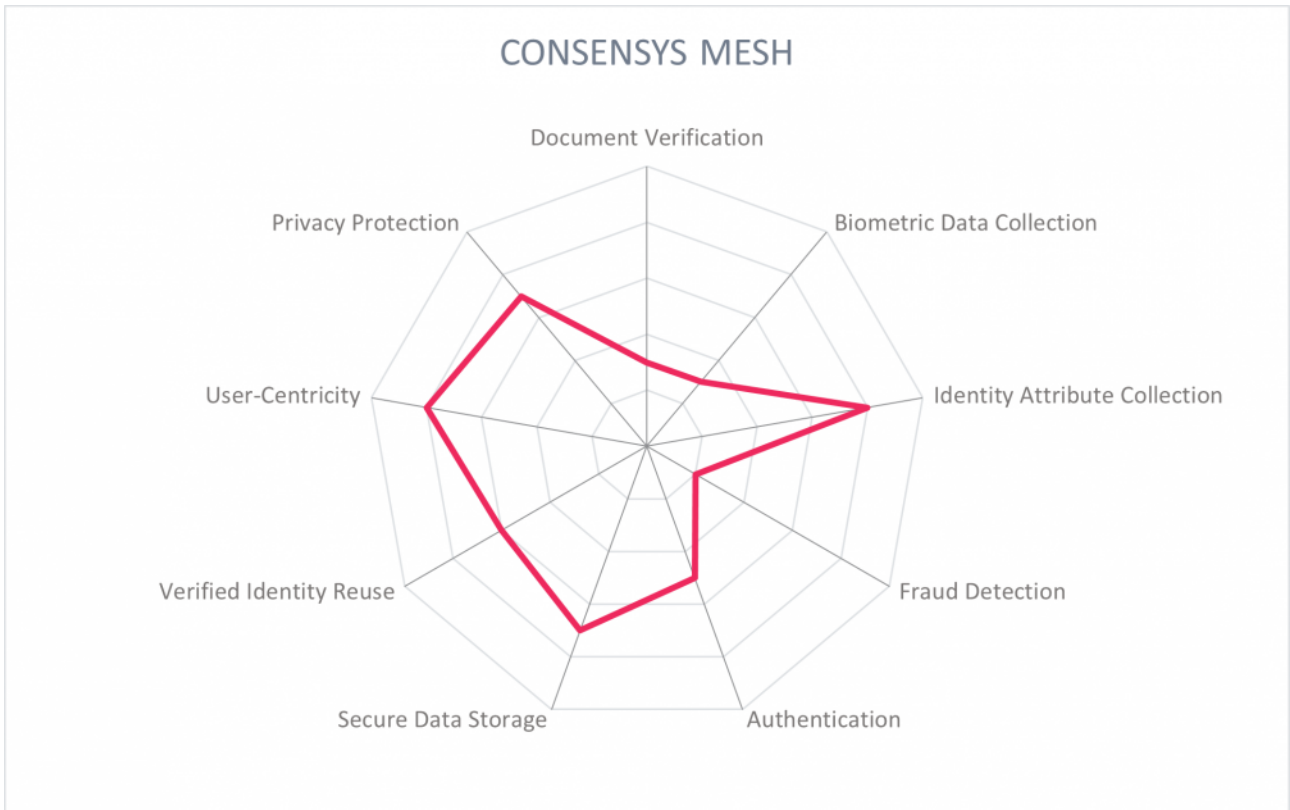 CONSENSYS MESH
Document Verification
Privacy Protection
Biometric Data Collection
User-Centricity
Identity Attribute Collection
Verified Identity Reuse
Fraud Detection
Secure Data Storage
Authentication